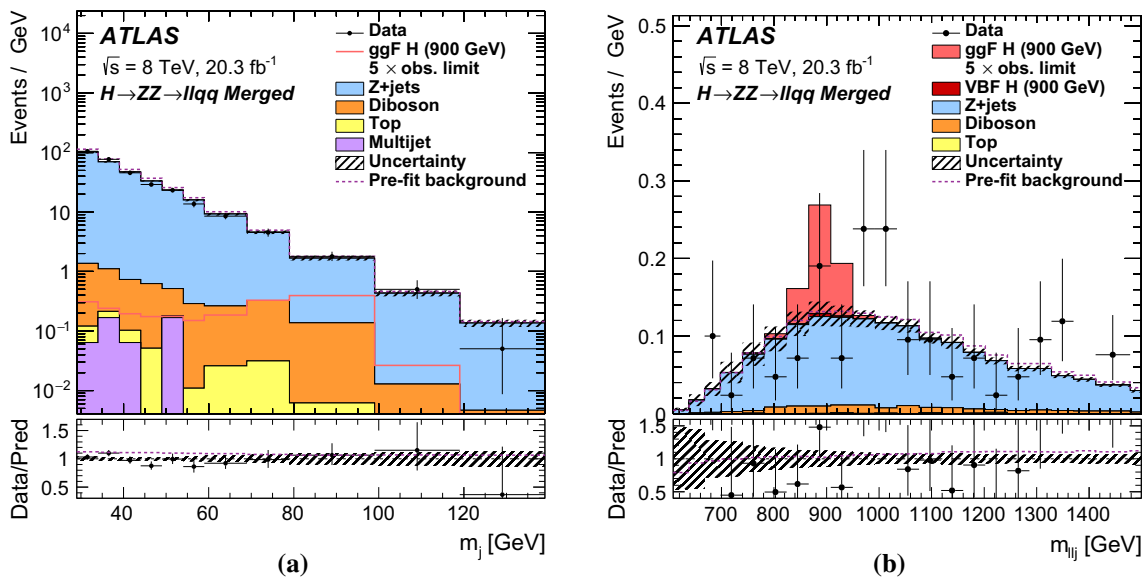 Events / GeV
10⁴
10³
10²
10
1
10⁻¹
10⁻²
ATLAS
√s = 8 TeV, 20.3 fb⁻¹
H→ZZ→llqq Merged
Data
ggF H (900 GeV)
5 × obs. limit
Z+jets
Diboson
Top
Multijet
Uncertainty
Pre-fit background
Data/Pred
1.5
1
0.5
40 60 80 100 120
m_j [GeV]
(a)
Events / GeV
0.5
0.4
0.3
0.2
0.1
0
ATLAS
√s = 8 TeV, 20.3 fb⁻¹
H→ZZ→llqq Merged
Data
ggF H (900 GeV)
5 × obs. limit
VBF H (900 GeV)
Z+jets
Diboson
Top
Uncertainty
Pre-fit background
Data/Pred
1.5
1
0.5
700 800 900 1000 1100 1200 1300 1400
m_llj [GeV]
(b)